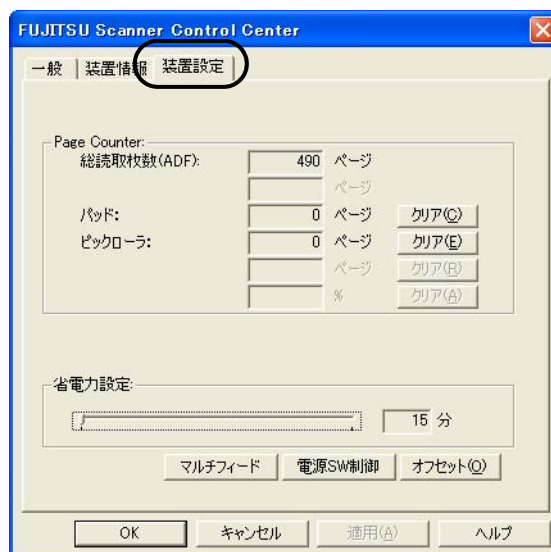 FUJITSU Scanner Control Center
一般 装置情報 装置設定
Page Counter:
総読取枚数(ADF): 490 ページ
ページ
パッド: 0 ページ クリア(C)
ピックローラ: 0 ページ クリア(E)
ページ クリア(R)
% クリア(A)
省電力設定:
15 分
マルチフィード 電源SW制御 オフセット(O)
OK キャンセル 適用(A) ヘルプ